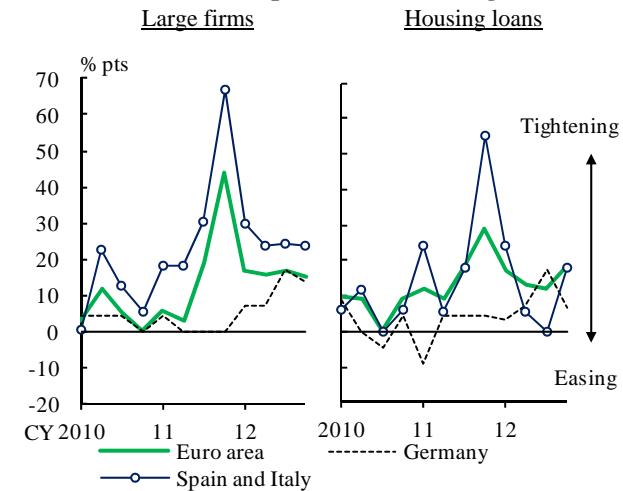 Large firms
Housing loans
% pts
70
60
50
40
30
20
10
0
-10
-20
Tightening
Easing
CY 2010 11 12
2010 11 12
Euro area
Germany
Spain and Italy